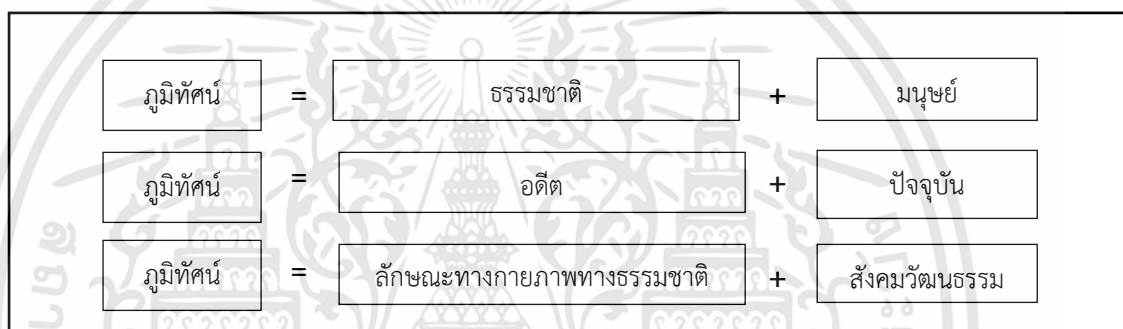 ภูมิทัศน์ = ธรรมชาติ + มนุษย์
ภูมิทัศน์ = อดีต + ปัจจุบัน
ภูมิทัศน์ = ลักษณะทางกายภาพทางธรรมชาติ + สังคมวัฒนธรรม